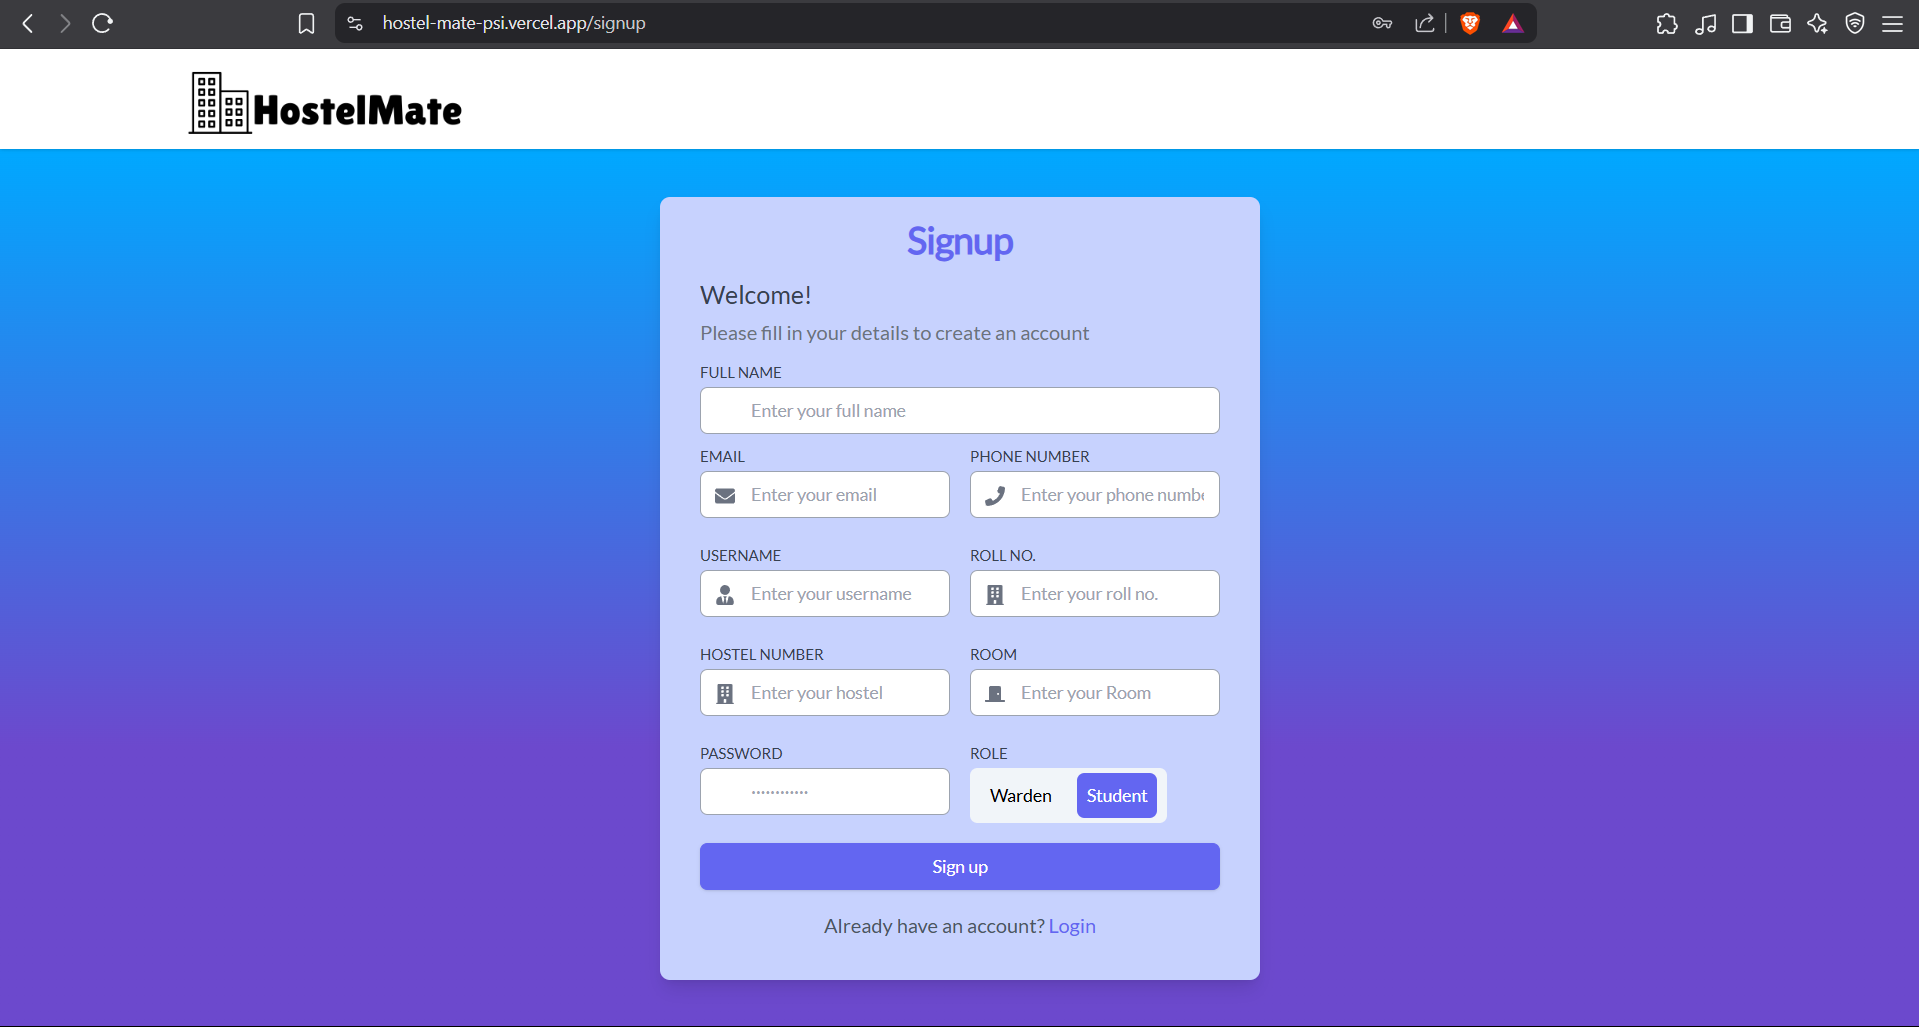 hostel-mate-psi.vercel.app/signup
HostelMate
Signup
Welcome!
Please fill in your details to create an account
FULL NAME
Enter your full name
EMAIL
PHONE NUMBER
Enter your email
Enter your phone numbe
USERNAME
ROLL NO.
Enter your username
Enter your roll no.
HOSTEL NUMBER
ROOM
Enter your hostel
Enter your Room
PASSWORD
ROLE
************
Warden
Student
Sign up
Already have an account? Login